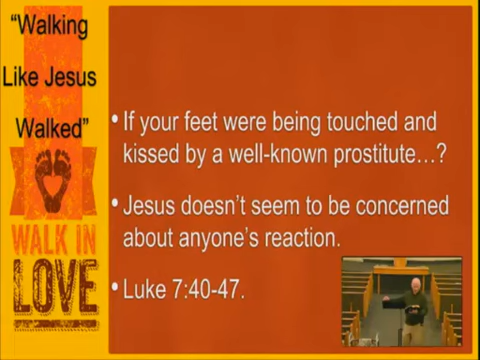 “Walking
Like Jesus
Walked”
WALK IN
LOVE
• If your feet were being touched and
kissed by a well-known prostitute…?
• Jesus doesn’t seem to be concerned
about anyone’s reaction.
• Luke 7:40-47.